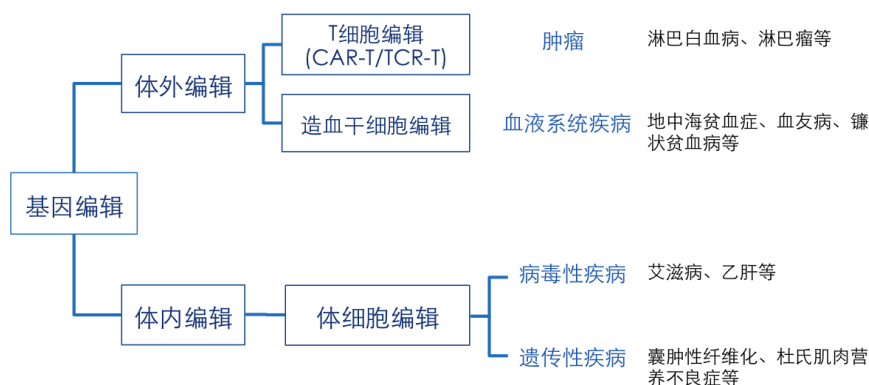 T细胞编辑
(CAR-T/TCR-T)
肿瘤
淋巴白血病、淋巴瘤等
体外编辑
造血干细胞编辑
血液系统疾病
地中海贫血症、血友病、镰
状贫血病等
基因编辑
病毒性疾病
艾滋病、乙肝等
体内编辑
体细胞编辑
遗传性疾病
囊肿性纤维化、杜氏肌肉营
养不良症等